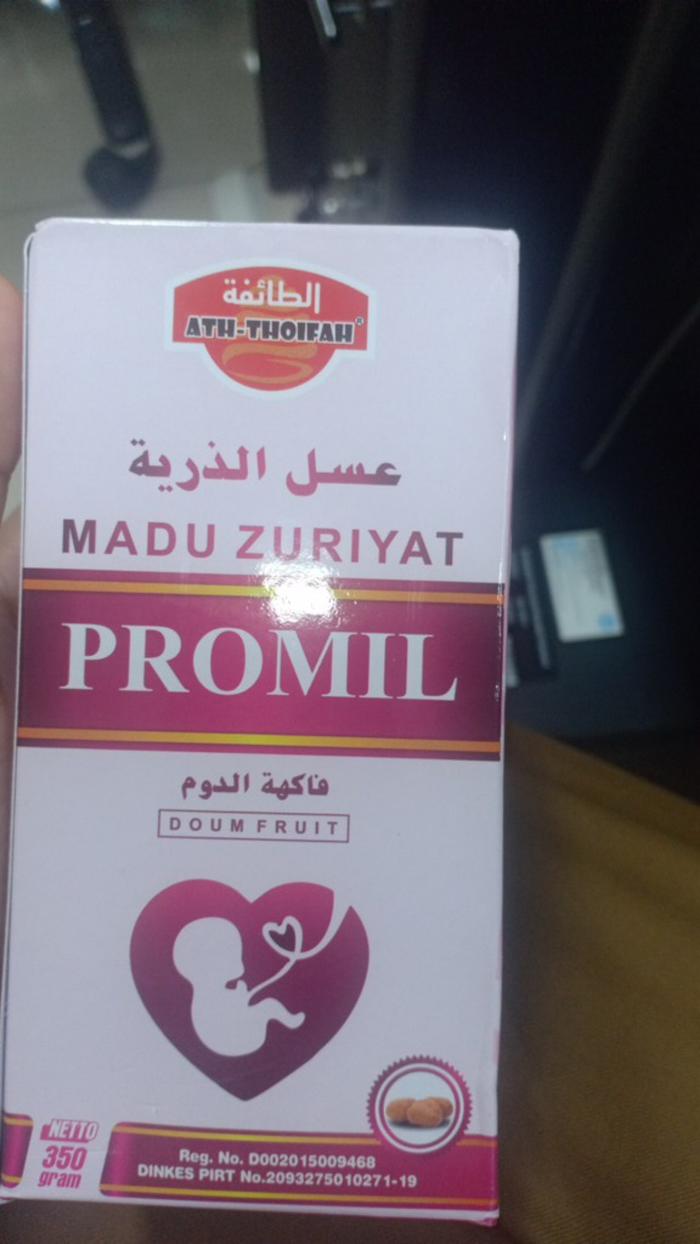 الطائفة
ATH-THOIFAH®
عسل الذرية
MADU ZURIYAT
PROMIL
فاكهة الدوم
DOUM FRUIT
NETTO
350
gram
Reg. No. D002015009468
DINKES PIRT No.2093275010271-19